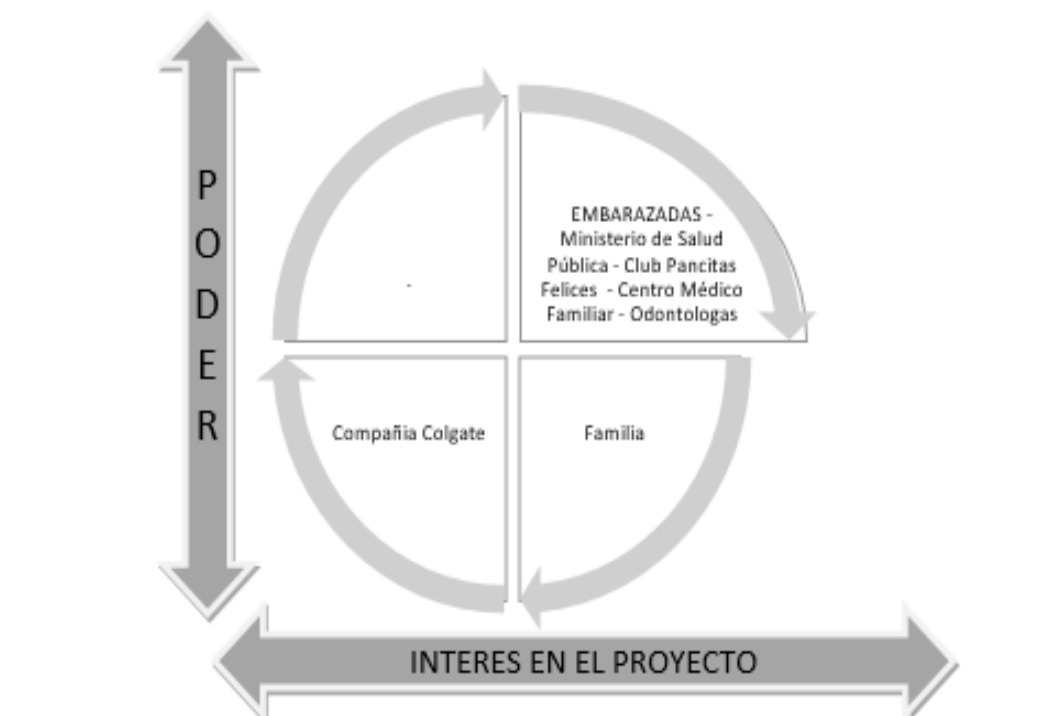 PODER
EMBARAZADAS -
Ministerio de Salud
Pública - Club Pancitas
Felices - Centro Médico
Familiar - Odontologas
.
Compañia Colgate
Familia
INTERES EN EL PROYECTO